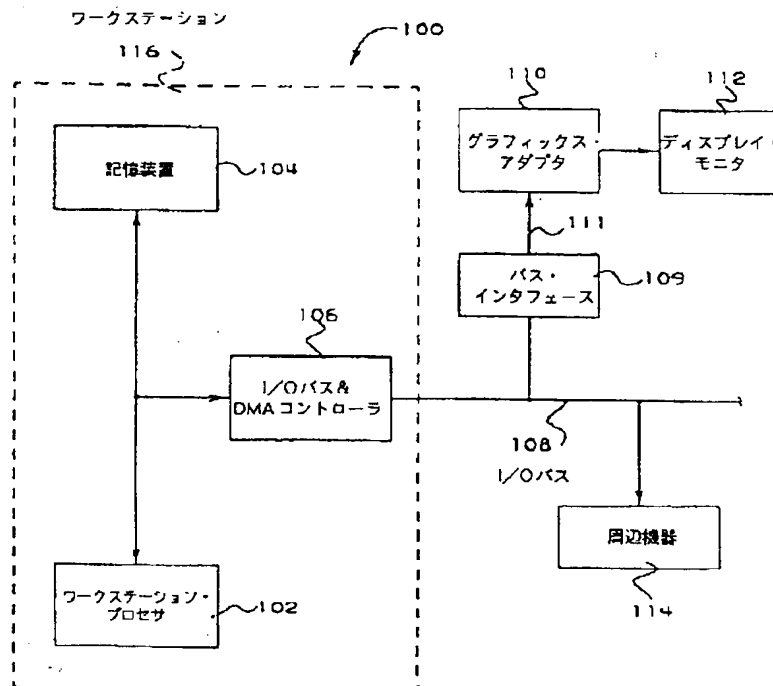 ワークステーション
116
100
110
112
グラフィックス・
アダプタ
ディスプレイ・
モニタ
記憶装置
104
111
バス・
インタフェース
109
106
I/Oバス&
DMAコントローラ
108
I/Oバス
周辺機器
114
ワークステーション・
プロセサ
102